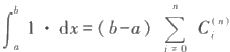 ∫_a^b 1 · dx = (b−a) ∑_{i=0}^{n} C_i^{(n)}